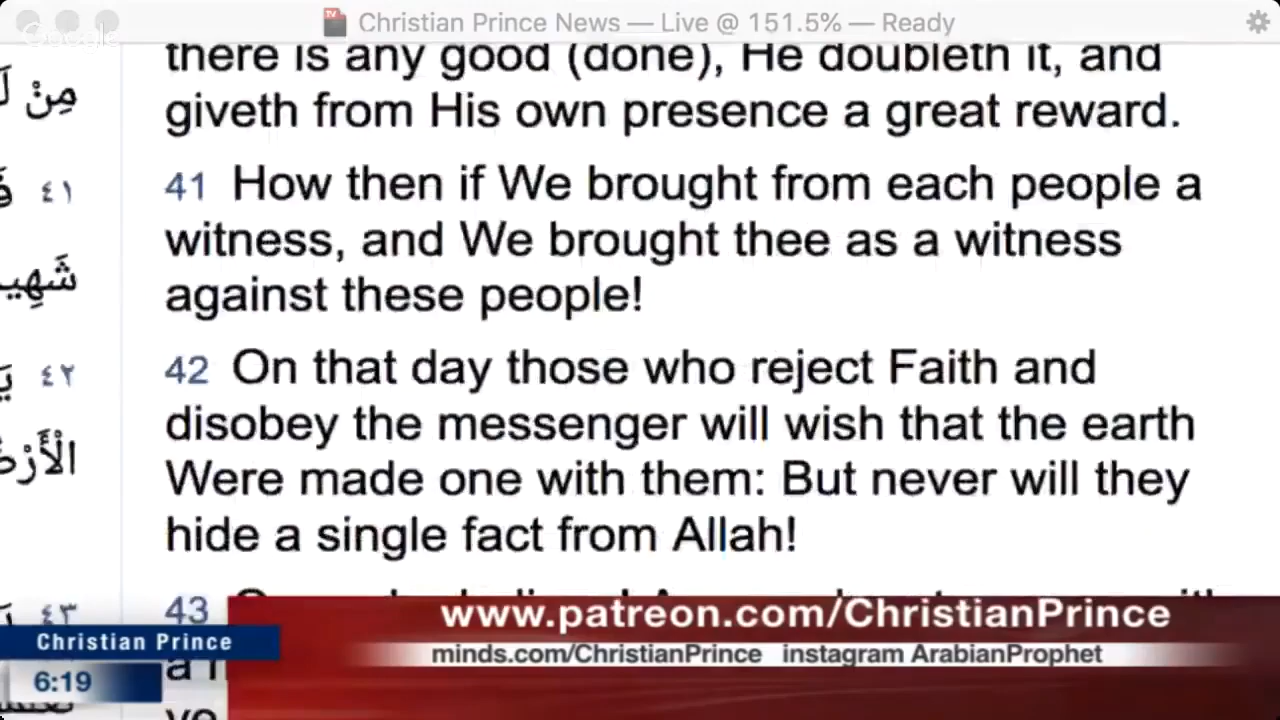 Google
Christian Prince News — Live @ 151.5% — Ready
there is any good (done), He doubleth it, and
giveth from His own presence a great reward.
41 How then if We brought from each people a
witness, and We brought thee as a witness
against these people!
42 On that day those who reject Faith and
disobey the messenger will wish that the earth
Were made one with them: But never will they
hide a single fact from Allah!
43
مِنْ
٤١
٤٢
الْأَرْ
٤٣
www.patreon.com/ChristianPrince
minds.com/ChristianPrince instagram ArabianProphet
Christian Prince
6:19